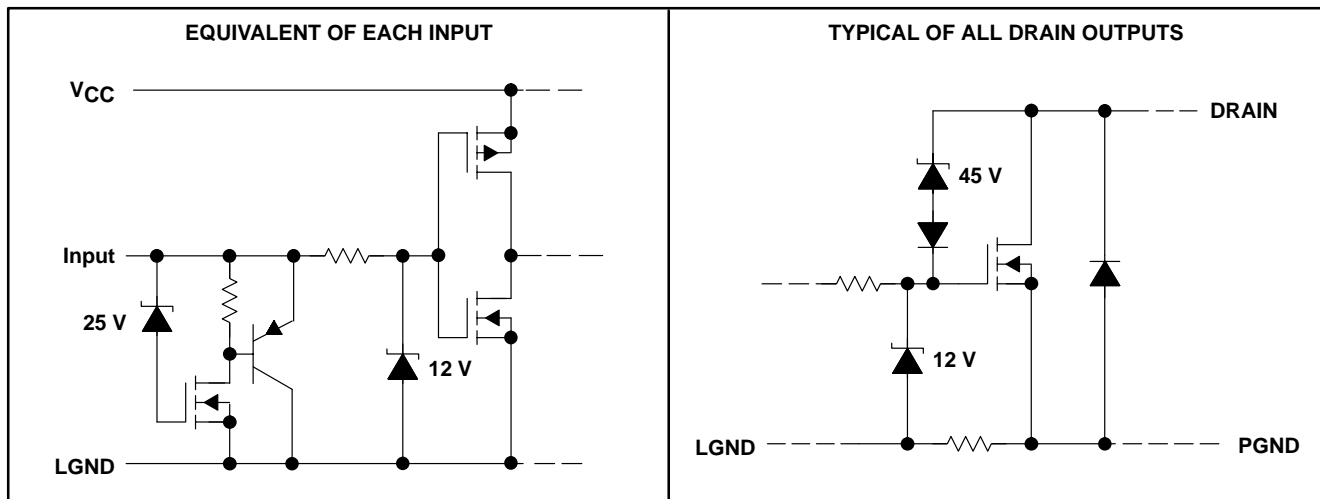 EQUIVALENT OF EACH INPUT
VCC
Input
25 V
12 V
LGND
TYPICAL OF ALL DRAIN OUTPUTS
DRAIN
45 V
12 V
LGND
PGND